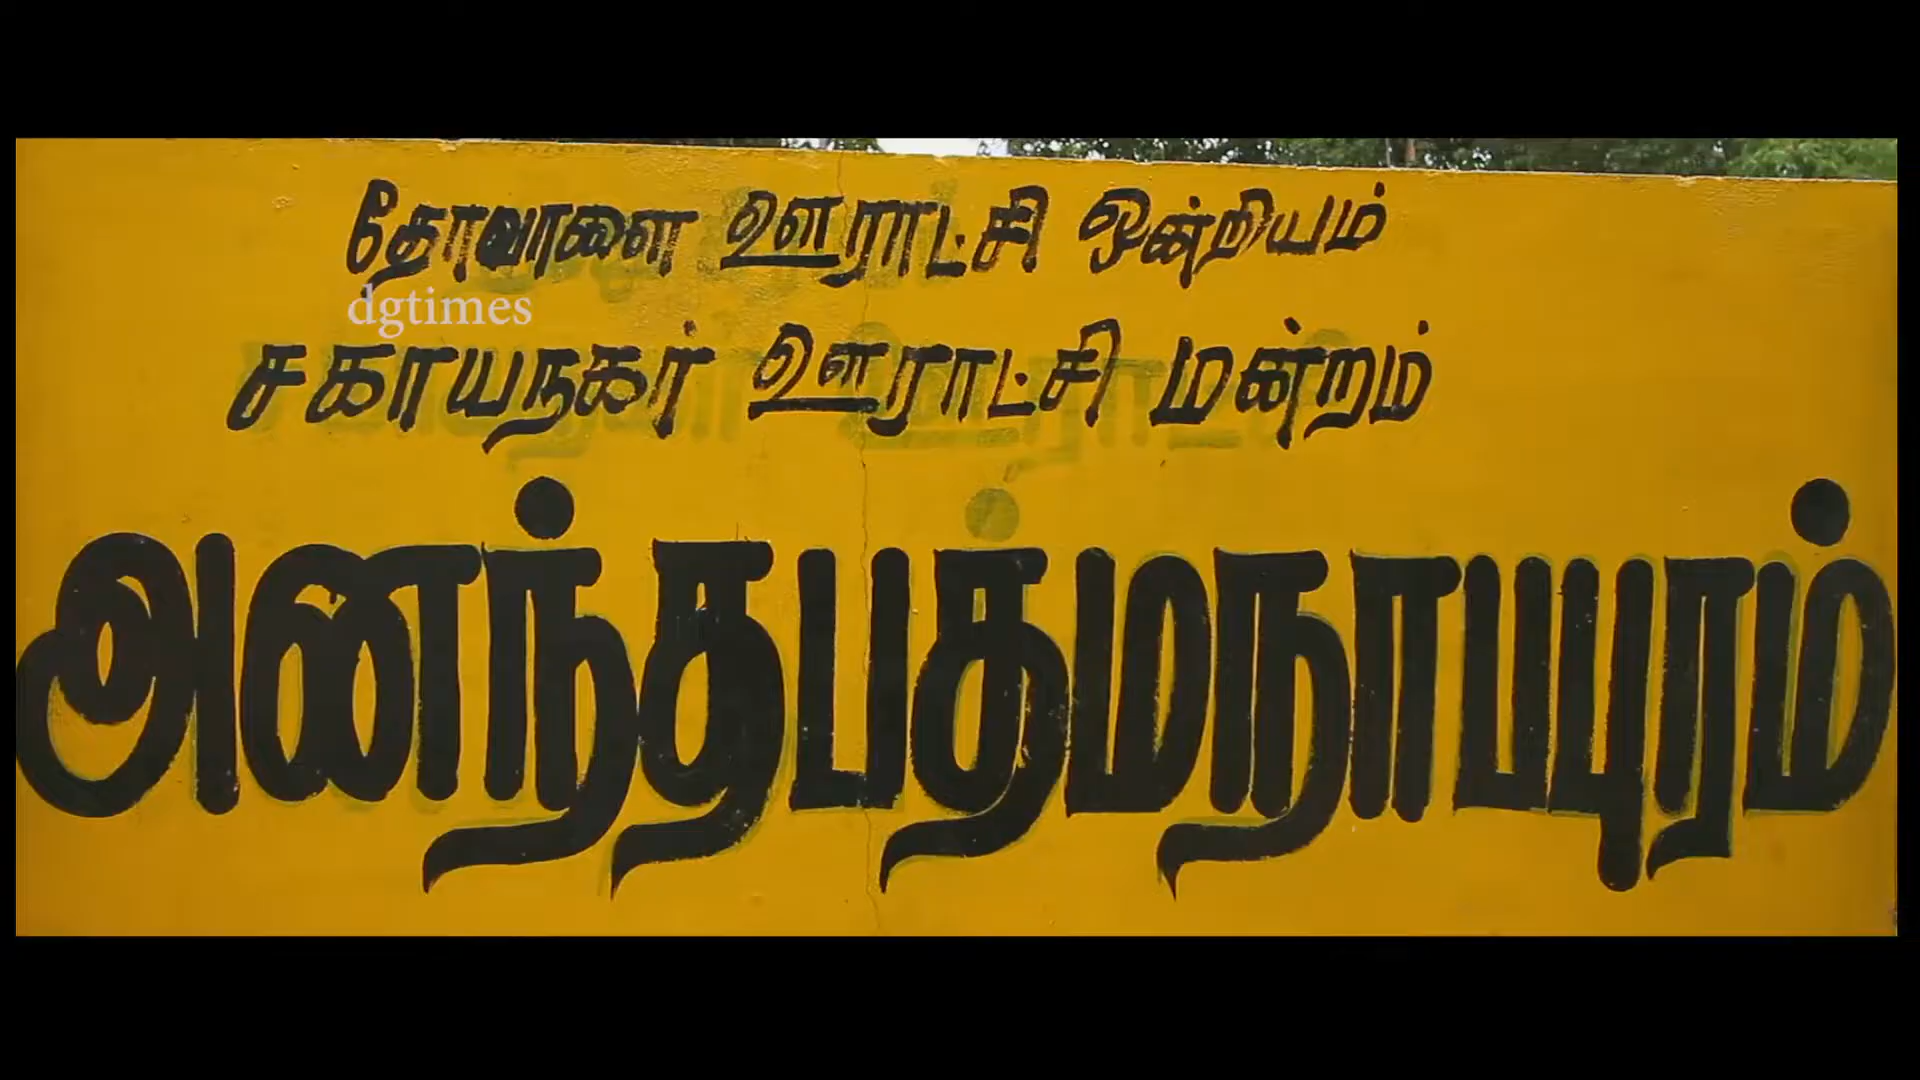 தோவாளை ஊராட்சி ஒன்றியம்
dgtimes
சகாயநகர் ஊராட்சி மன்றம்
அனந்தபத்மநாபபுரம்